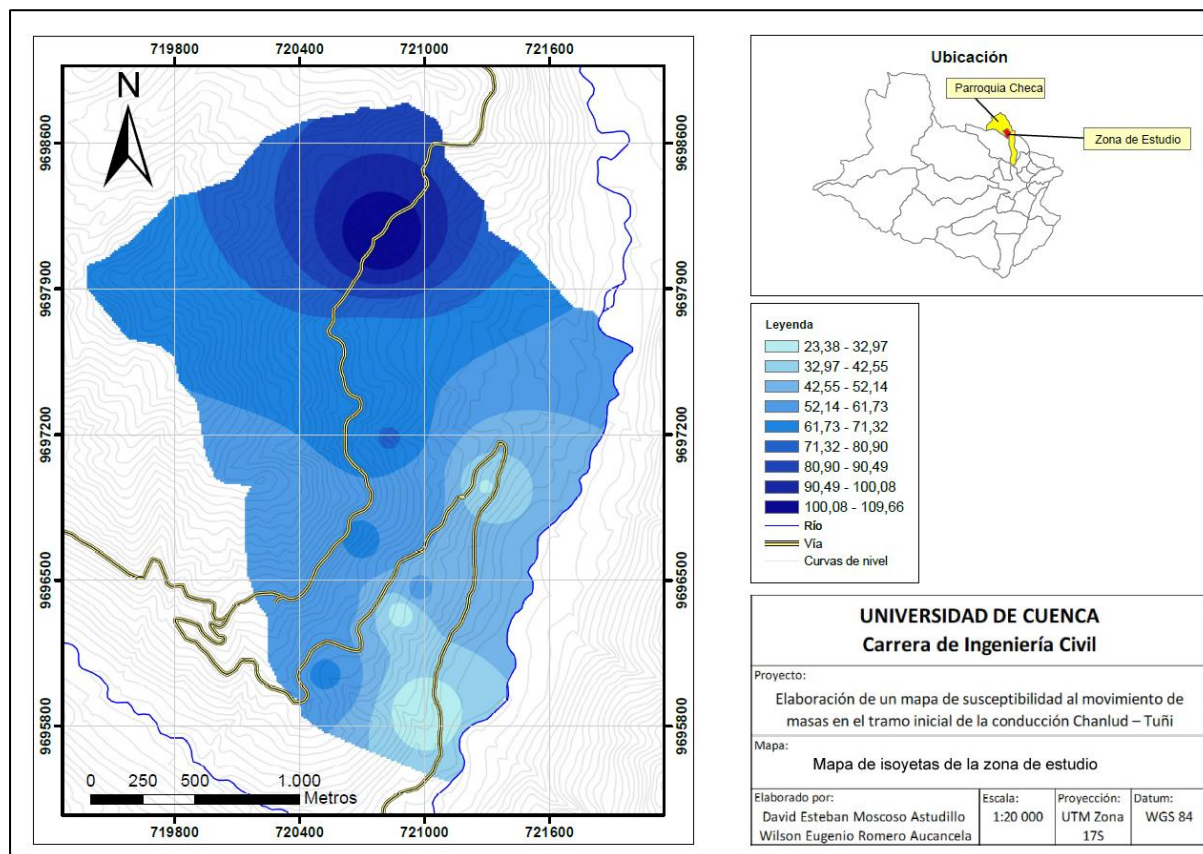 719800 720400 721000 721600
N
9698600
9697900
9697200
9696500
9695800
9698600
9697900
9697200
9696500
9695800
0 250 500 1.000
Metros
719800 720400 721000 721600
Ubicación
Parroquia Checa
Zona de Estudio
Leyenda
23,38 - 32,97
32,97 - 42,55
42,55 - 52,14
52,14 - 61,73
61,73 - 71,32
71,32 - 80,90
80,90 - 90,49
90,49 - 100,08
100,08 - 109,66
Río
Vía
Curvas de nivel
UNIVERSIDAD DE CUENCA
Carrera de Ingeniería Civil
Proyecto:
Elaboración de un mapa de susceptibilidad al movimiento de
masas en el tramo inicial de la conducción Chanlud – Tuñi
Mapa:
Mapa de isoyetas de la zona de estudio
Elaborado por:
David Esteban Moscoso Astudillo
Wilson Eugenio Romero Aucancela
Escala:
1:20 000
Proyección:
UTM Zona
17S
Datum:
WGS 84